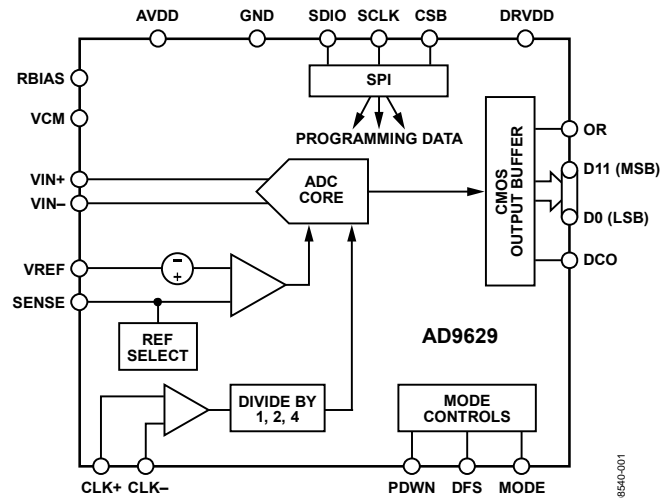 AVDD GND SDIO SCLK CSB DRVDD
RBIAS
SPI
VCM
PROGRAMMING DATA
OR
VIN+
ADC
CORE
CMOS
OUTPUT BUFFER
D11 (MSB)
VIN–
D0 (LSB)
VREF
– +
DCO
SENSE
REF
SELECT
AD9629
DIVIDE BY
1, 2, 4
MODE
CONTROLS
CLK+ CLK– PDWN DFS MODE
8540-001